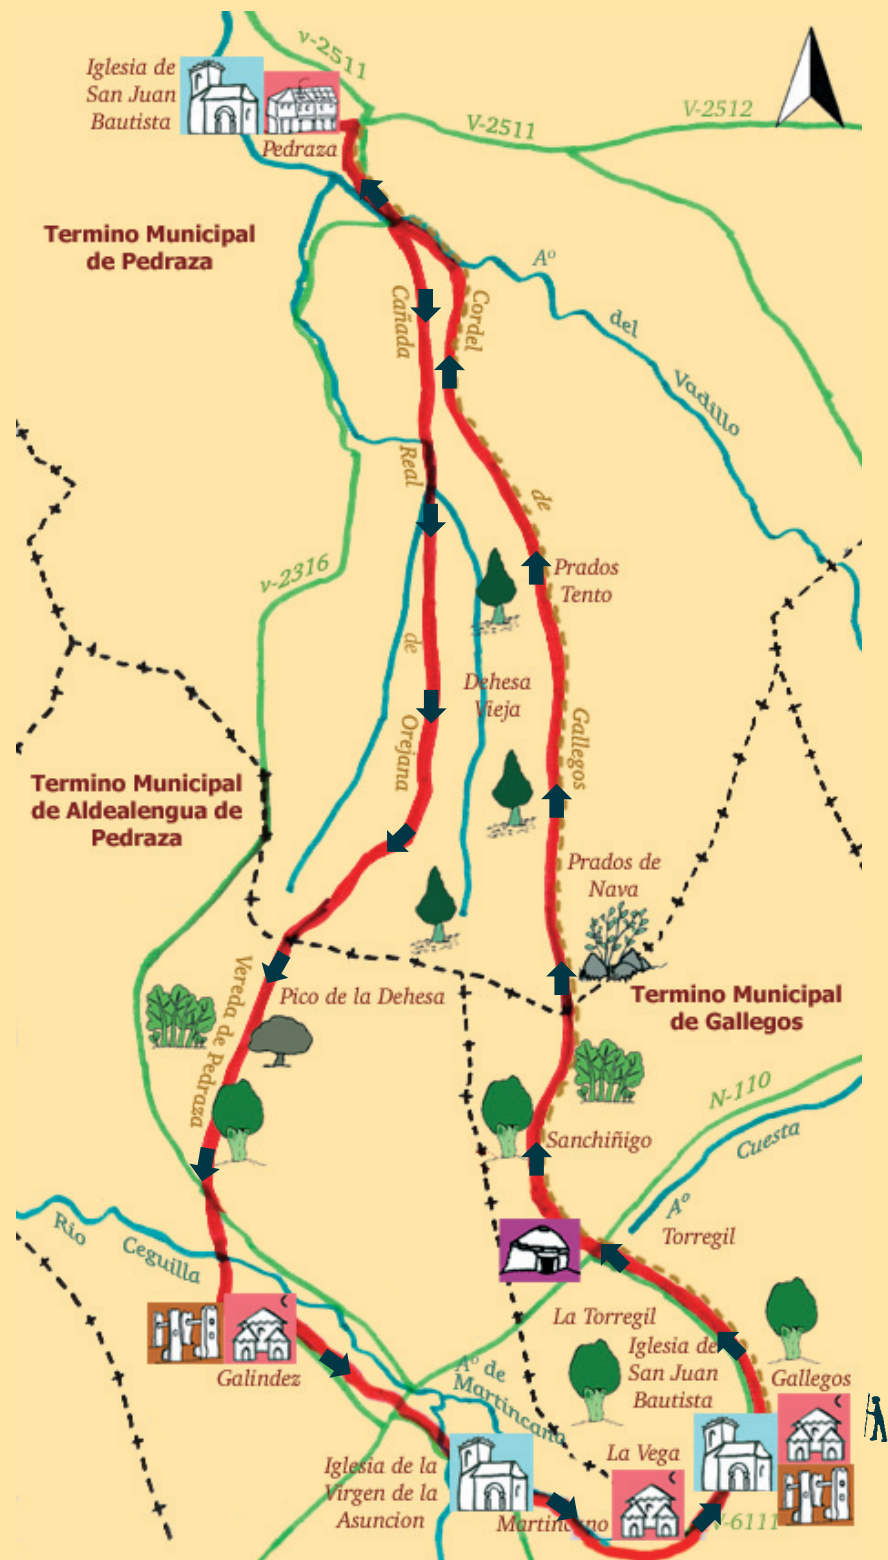 v-2511
Iglesia de
San Juan
Bautista
Pedraza
V-2511
V-2512
Termino Municipal
de Pedraza
Aº
del
Vadillo
Cañada
Real
de
Orejana
Cordel
de
Gallegos
v-2316
Prados
Tento
Dehesa
Vieja
Termino Municipal
de Aldealengua de
Pedraza
Prados de
Nava
Vereda de Pedraza
Pico de la Dehesa
Termino Municipal
de Gallegos
N-110
Cuesta
Aº
Sanchiñigo
Torregil
Rio
Ceguilla
La Torregil
Iglesia de
San Juan
Bautista
Gallegos
Galindez
Aº de
Martincano
La Vega
Iglesia de la
Virgen de la
Asuncion
Martincano
V-6111